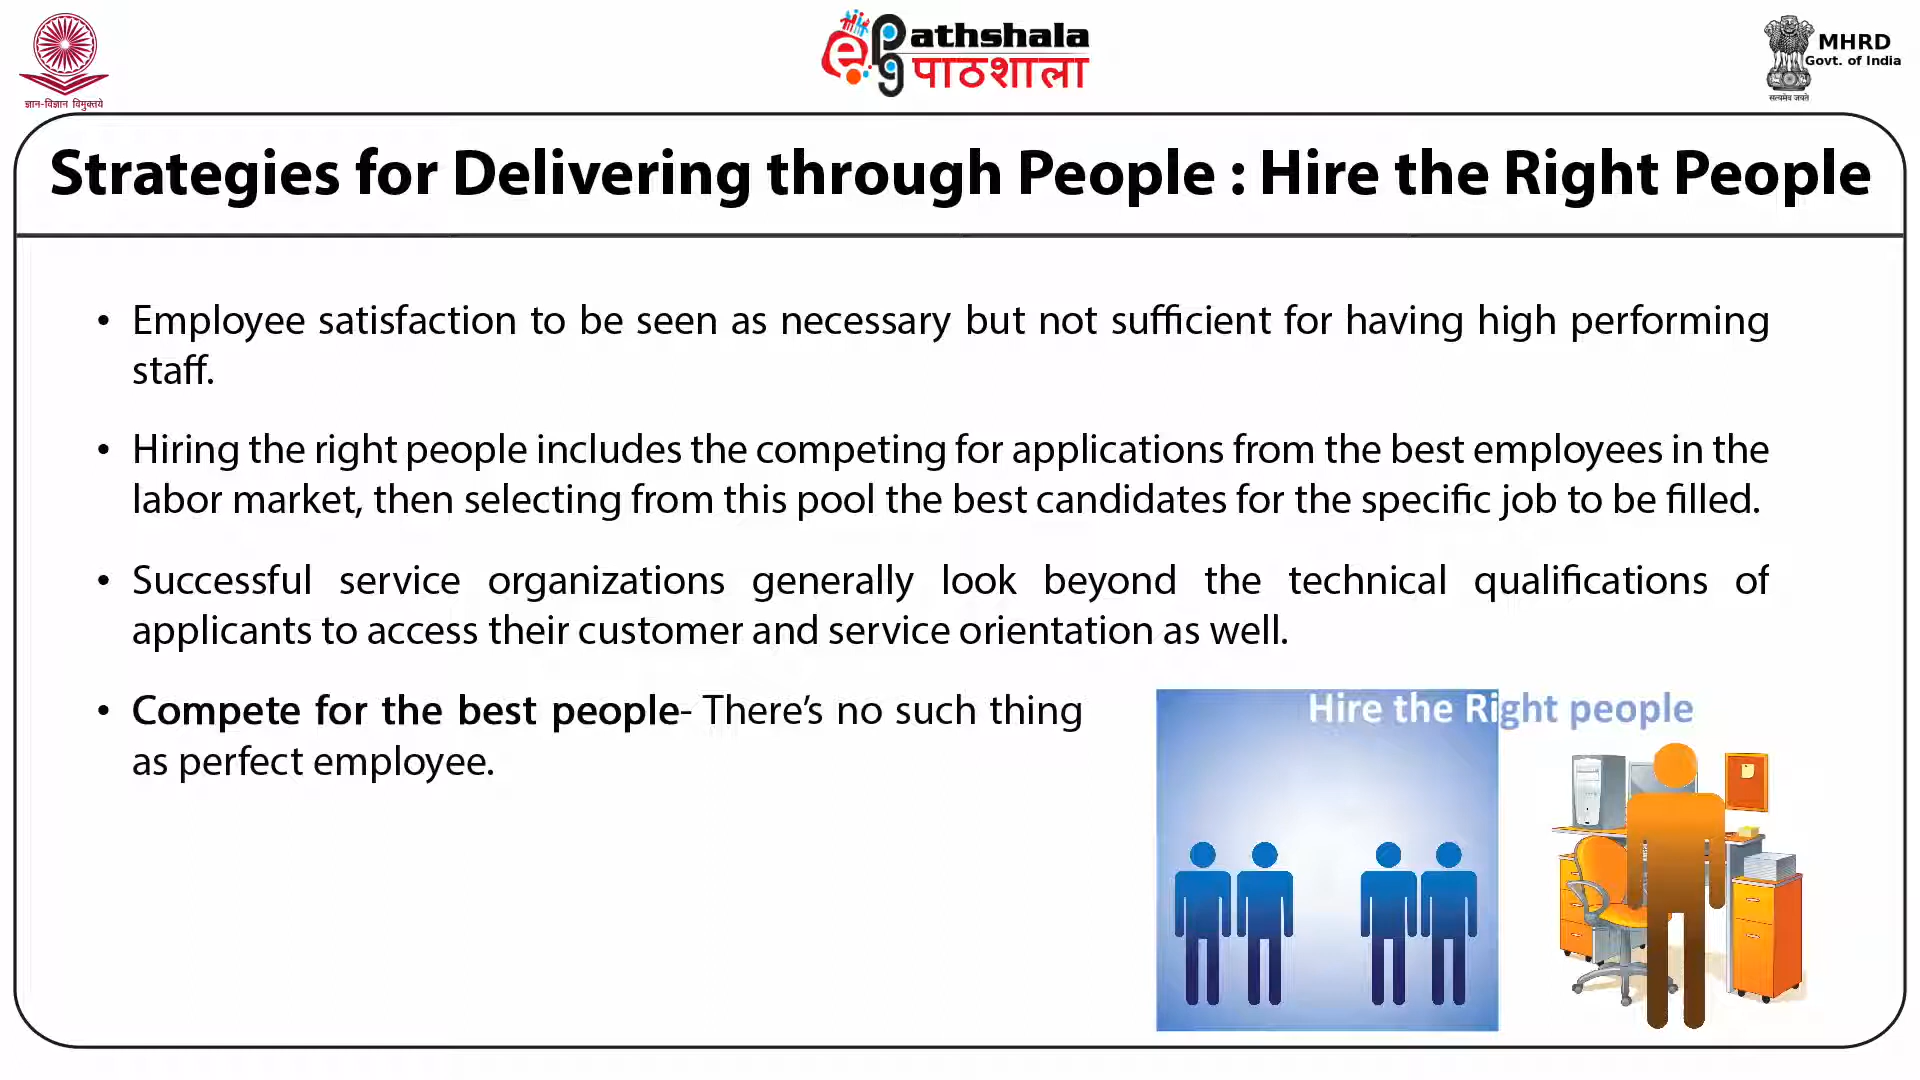 ज्ञान-विज्ञान विमुक्तये
ePathshala
पाठशाला
MHRD
Govt. of India
सत्यमेव जयते
Strategies for Delivering through People : Hire the Right People
• Employee satisfaction to be seen as necessary but not sufficient for having high performing
staff.
• Hiring the right people includes the competing for applications from the best employees in the
labor market, then selecting from this pool the best candidates for the specific job to be filled.
• Successful service organizations generally look beyond the technical qualifications of
applicants to access their customer and service orientation as well.
• Compete for the best people- There’s no such thing
as perfect employee.
Hire the Right people